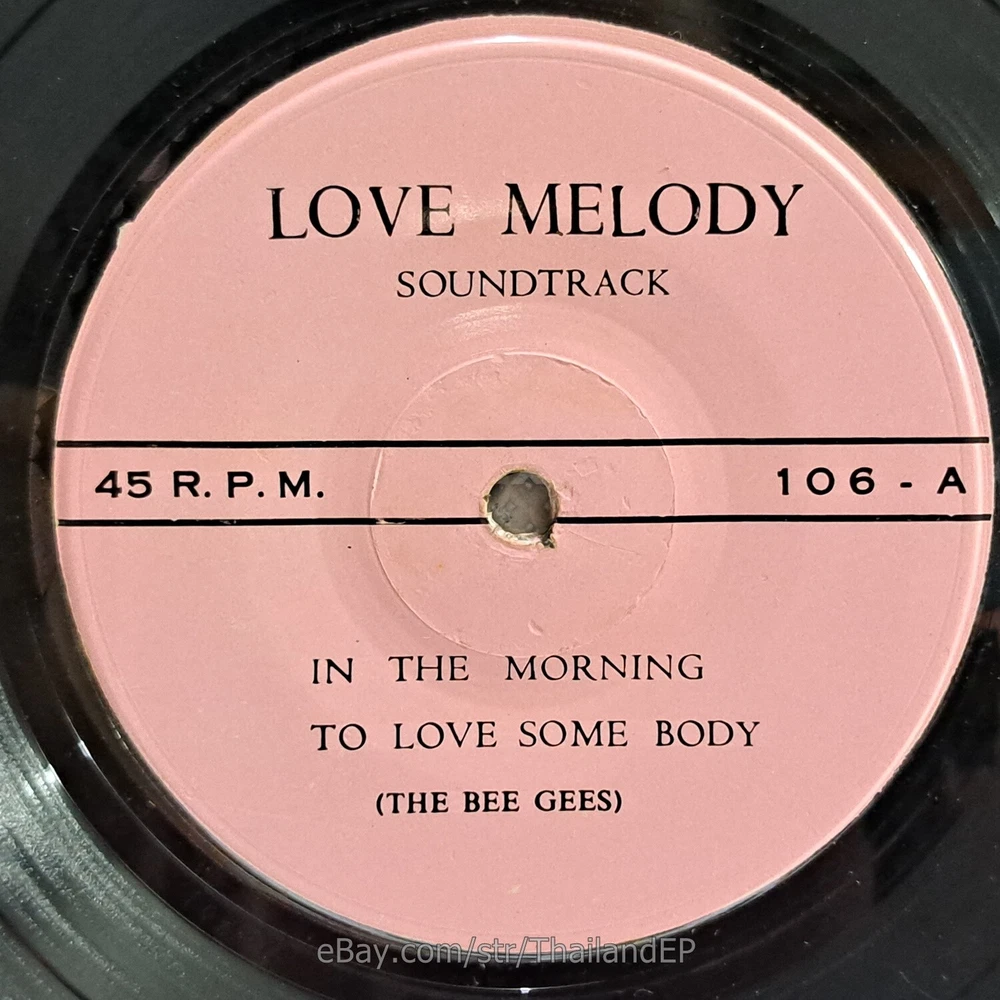 LOVE MELODY
SOUNDTRACK
45 R. P. M. 106 - A
IN THE MORNING
TO LOVE SOME BODY
(THE BEE GEES)
eBay.com/str/ThailandEP